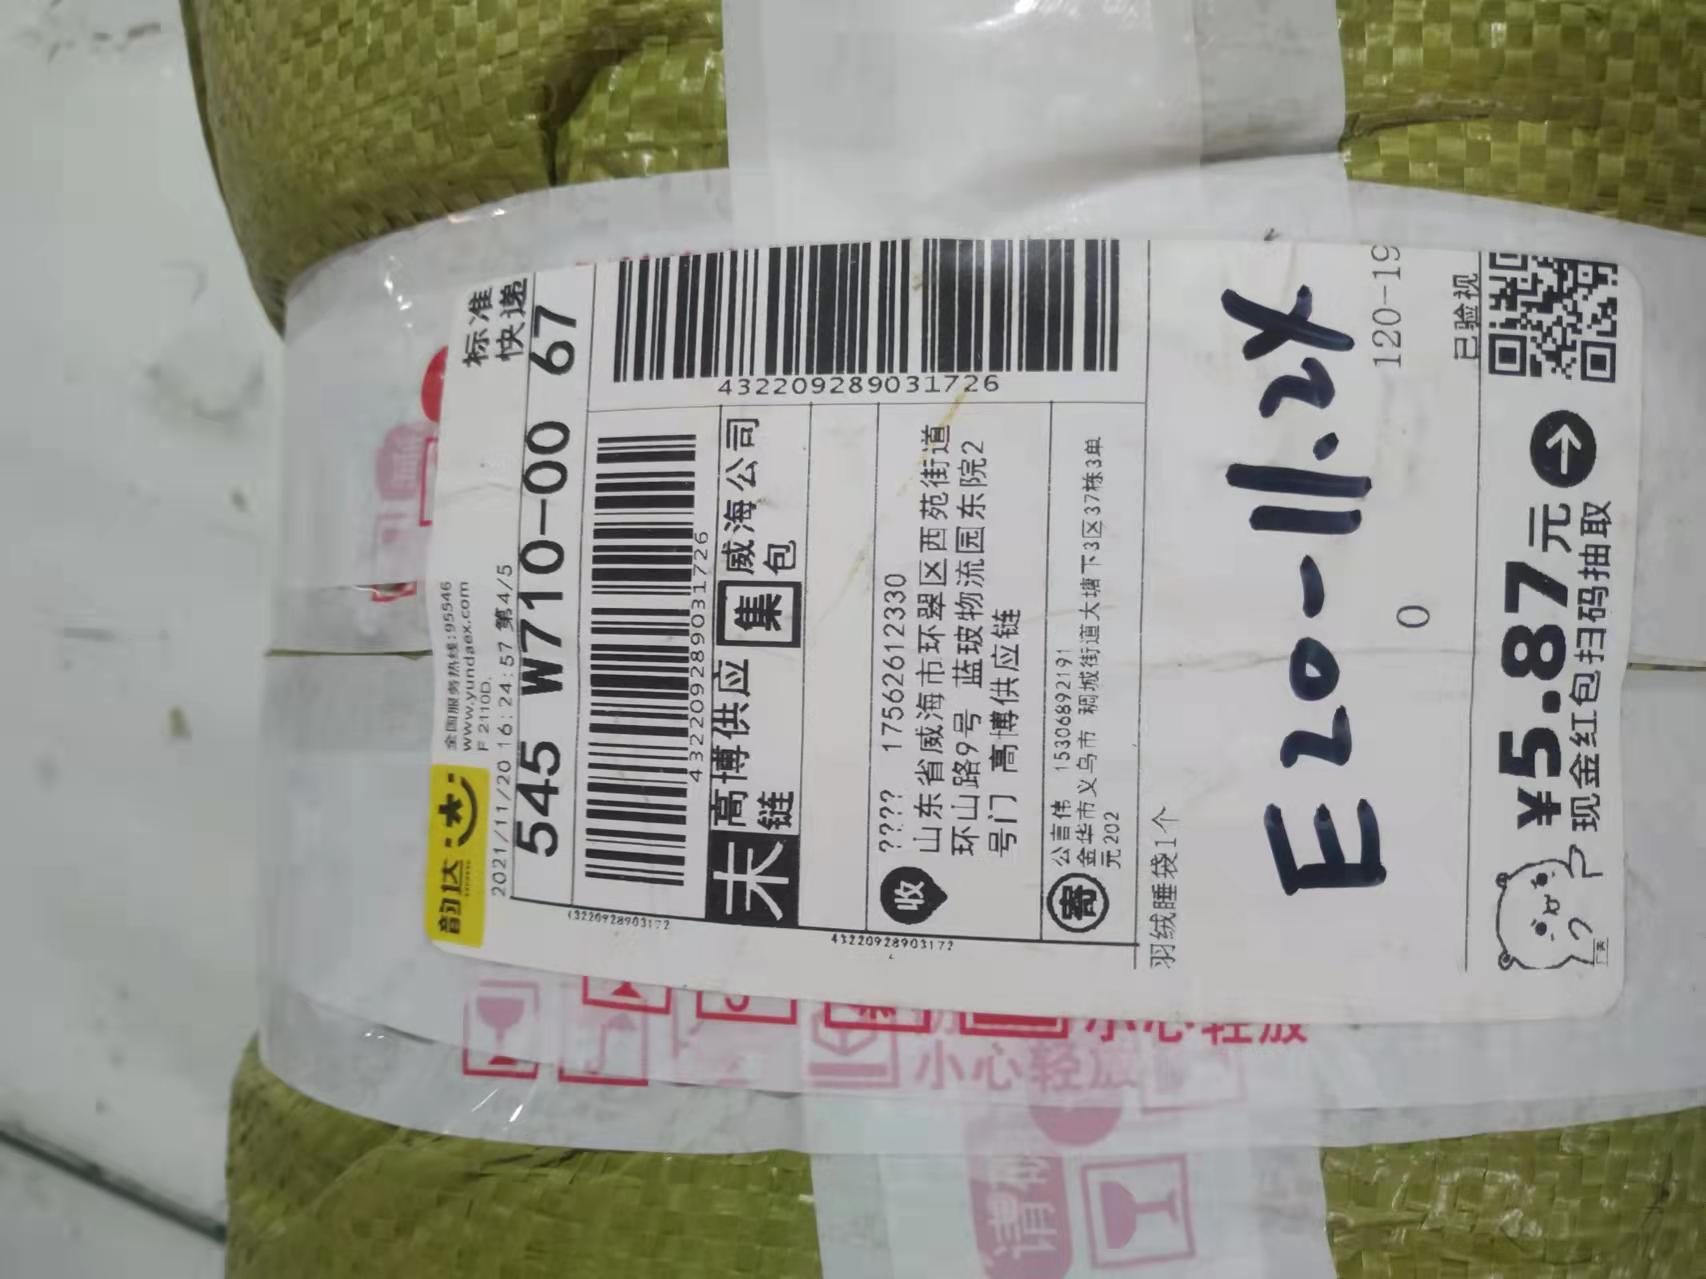 韵达
全国服务热线:95546
www.yundaex.com
F 2110D,
标准
快递
2021/11/20 16:24:57 第4/5
545 W710-00 67
432209289031726
432209289031726
末
高博供应
链
集
威海公司
包
收
???? 17562612330
山东省威海市环翠区西苑街道
环山路9号 蓝玻物流园东院2
号门 高博供应链
寄
公言伟 15306892191
金华市义乌市 稠城街道大塘下3区37栋3单
元202
43220928903172
43220928903172
羽绒睡袋1个
E20-11.24
120-19
0
已验视
¥5.87元
现金红包扫码抽取
小心轻放
小心轻放
请勿